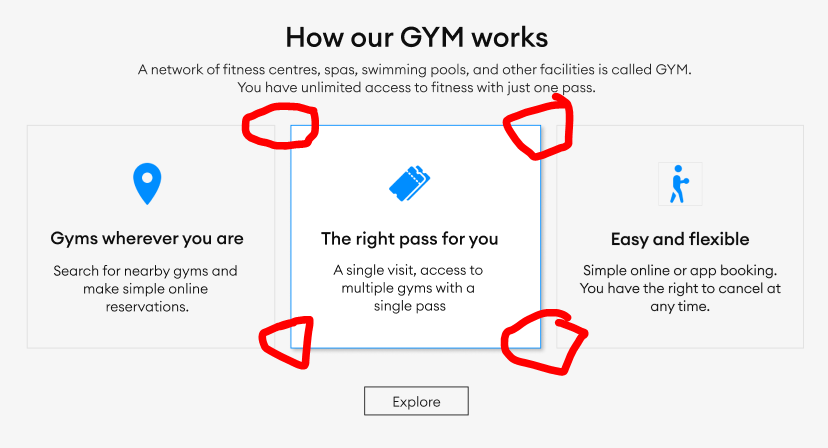 How our GYM works
A network of fitness centres, spas, swimming pools, and other facilities is called GYM.
You have unlimited access to fitness with just one pass.
Gyms wherever you are
Search for nearby gyms and
make simple online
reservations.
The right pass for you
A single visit, access to
multiple gyms with a
single pass
Easy and flexible
Simple online or app booking.
You have the right to cancel at
any time.
Explore